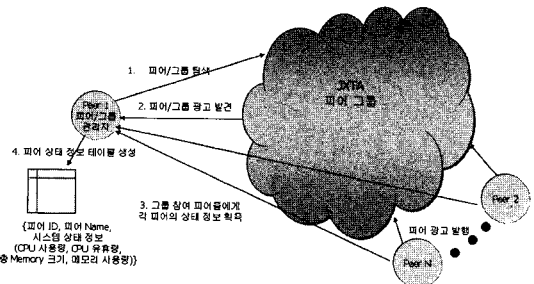 1. 피어/그룹 탐색
JXTA
피어 그룹
Peer 1
피어/그룹
관리자
2. 피어/그룹 광고 발견
4. 피어 상태 정보 테이블 생성
3. 그룹 참여 피어들에게
각 피어의 상태 정보 획득
Peer 2
피어 광고 발행
Peer N
{피어 ID, 피어 Name,
시스템 상태 정보
(CPU 사용량, CPU 유휴량,
총 Memory 크기, 메모리 사용량)}